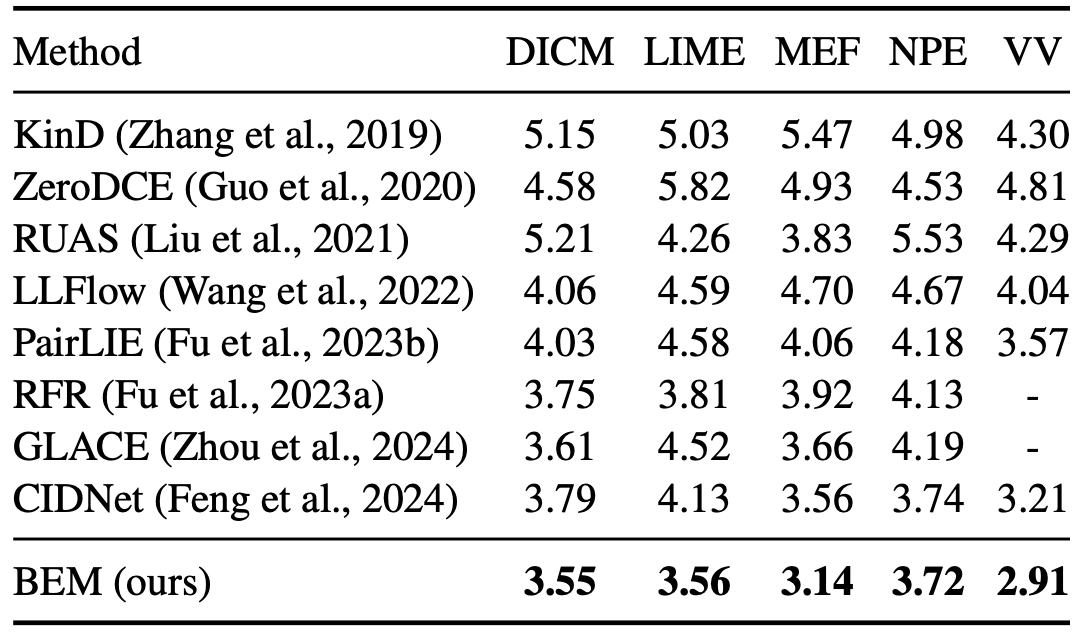 Method DICM LIME MEF NPE VV
KinD (Zhang et al., 2019) 5.15 5.03 5.47 4.98 4.30
ZeroDCE (Guo et al., 2020) 4.58 5.82 4.93 4.53 4.81
RUAS (Liu et al., 2021) 5.21 4.26 3.83 5.53 4.29
LLFlow (Wang et al., 2022) 4.06 4.59 4.70 4.67 4.04
PairLIE (Fu et al., 2023b) 4.03 4.58 4.06 4.18 3.57
RFR (Fu et al., 2023a) 3.75 3.81 3.92 4.13 -
GLACE (Zhou et al., 2024) 3.61 4.52 3.66 4.19 -
CIDNet (Feng et al., 2024) 3.79 4.13 3.56 3.74 3.21
BEM (ours) 3.55 3.56 3.14 3.72 2.91